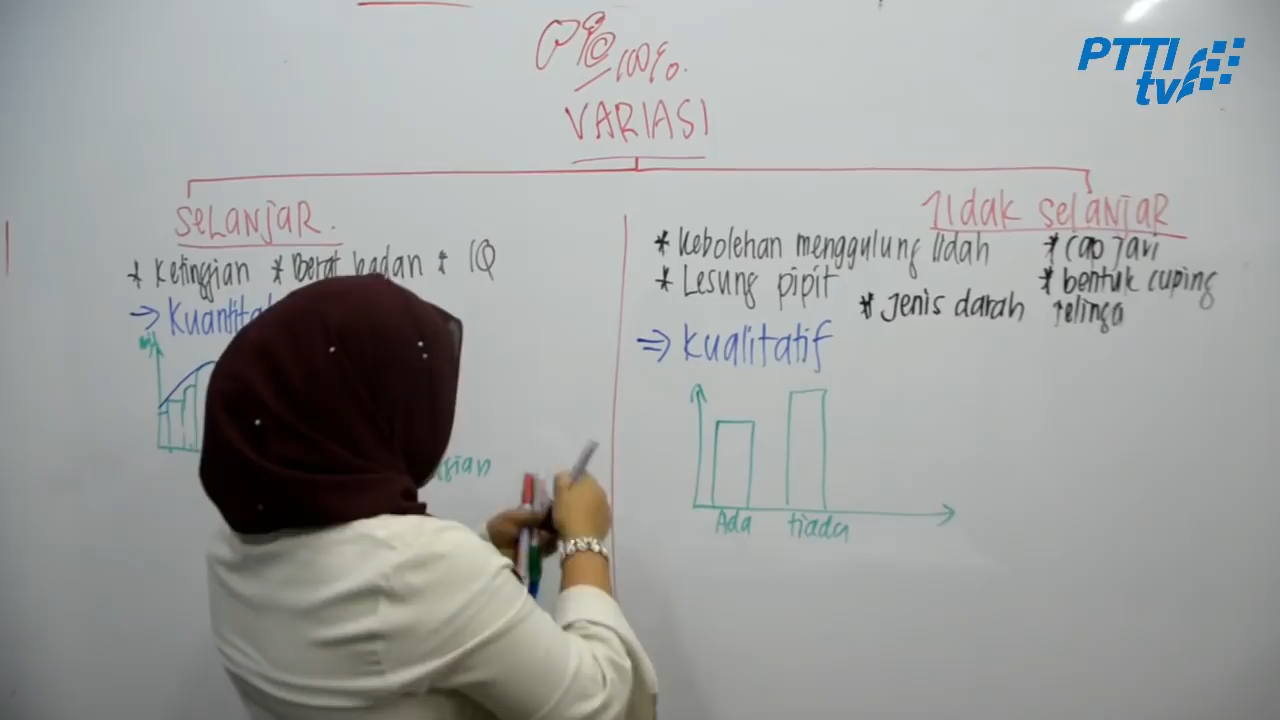 PTTI
tv
100%.
VARIASI
SELANJAR.
* Ketinggian * Berat badan * IQ
⇒
TIdak SELANJAR
* Kebolehan menggulung lidah
* Lesung pipit
* Jenis darah
* Cap jari
* bentuk cuping
telinga
⇒ Kualitatif
Ada tiada